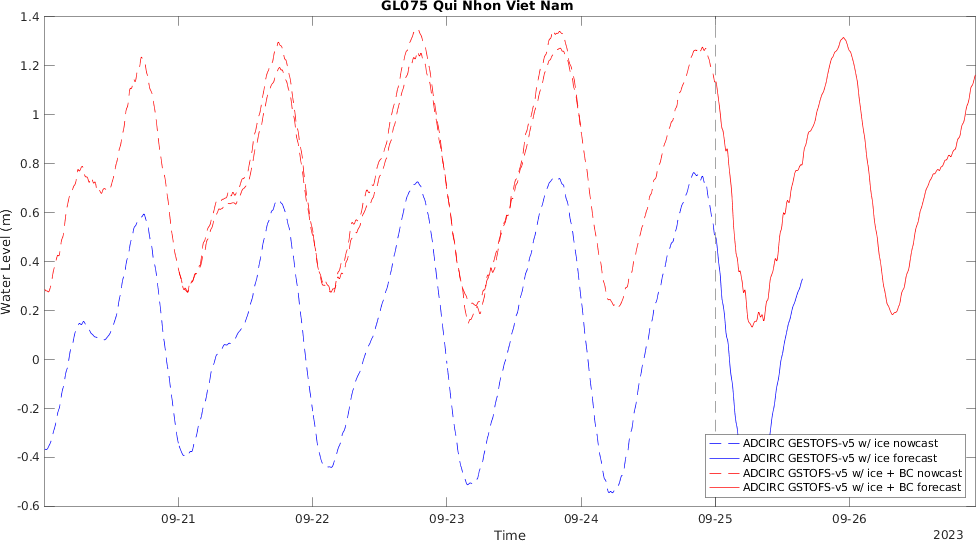 GL075 Qui Nhon Viet Nam
1.4
1.2
1
0.8
0.6
0.4
0.2
0
-0.2
-0.4
-0.6
Water Level (m)
ADCIRC GESTOFS-v5 w/ ice nowcast
ADCIRC GESTOFS-v5 w/ ice forecast
ADCIRC GSTOFS-v5 w/ ice + BC nowcast
ADCIRC GSTOFS-v5 w/ ice + BC forecast
09-21 09-22 09-23 09-24 09-25 09-26
Time
2023